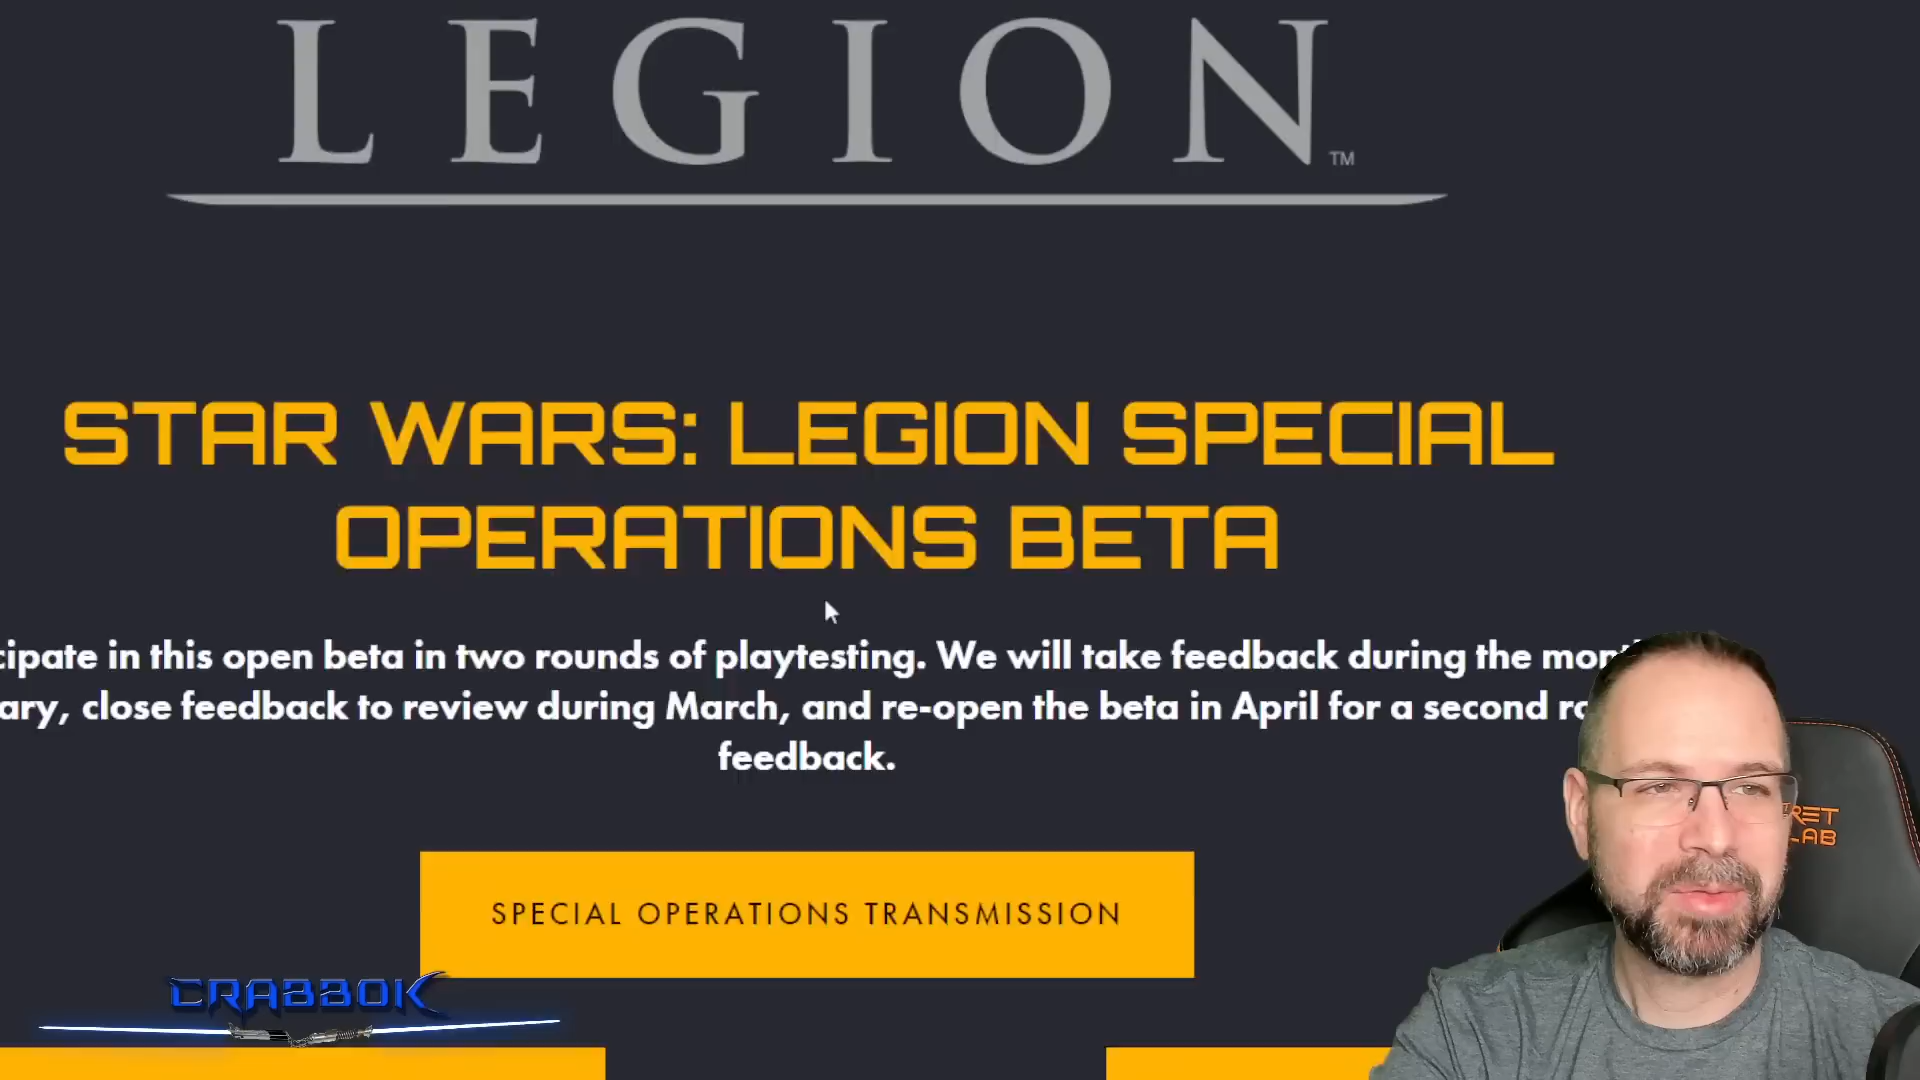 LEGION™
STAR WARS: LEGION SPECIAL
OPERATIONS BETA
cipate in this open beta in two rounds of playtesting. We will take feedback during the
ary, close feedback to review during March, and re-open the beta in April for a second
feedback.
SPECIAL OPERATIONS TRANSMISSION
CRABBOK
RET
LAB